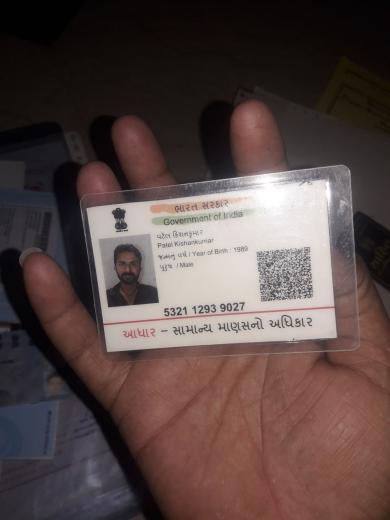 ભારત સરકાર
Government of India
પટેલ કિશનકુમાર
Patel Kishankumar
જન્મનું વર્ષ / Year of Birth : 1989
પુરુષ / Male
5321 1293 9027
આધાર – સામાન્ય માણસનો અધિકાર